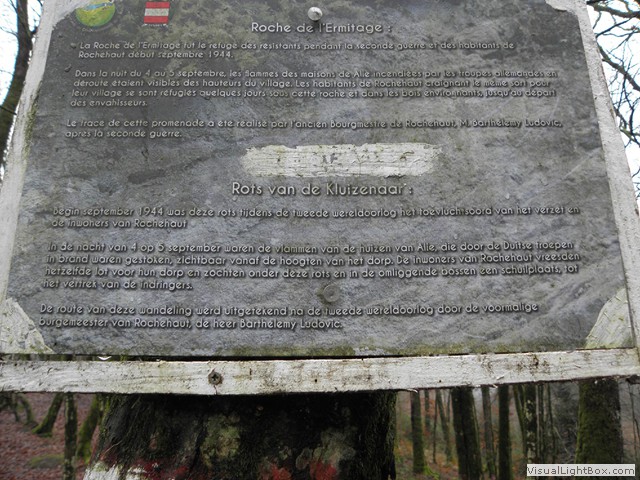 Roche de l'Ermitage :
La Roche de l'Ermitage fut le refuge des résistants pendant la seconde guerre et des habitants de
Rochehaut début septembre 1944.
Dans la nuit du 4 au 5 septembre, les flammes des maisons de Alle incendiées par les troupes allemandes en
déroute étaient visibles des hauteurs du village. Les habitants de Rochehaut craignant le même sort pour
leur village se sont réfugiés quelques jours sous cette roche et dans les bois environnants, jusqu'au départ
des envahisseurs.
Le tracé de cette promenade a été réalisé par l'ancien Bourgmestre de Rochehaut, M. Barthélemy Ludovic,
après la seconde guerre.
Rots van de Kluizenaar :
Begin september 1944 was deze rots tijdens de tweede wereldoorlog het toevluchtsoord van het verzet en
de inwoners van Rochehaut
In de nacht van 4 op 5 september waren de vlammen van de huizen van Alle, die door de Duitse troepen
in brand waren gestoken, zichtbaar vanaf de hoogten van het dorp. De inwoners van Rochehaut vreesden
hetzelfde lot voor hun dorp en zochten onder deze rots en in de omliggende bossen een schuilplaats, tot
het vertrek van de indringers.
De route van deze wandeling werd uitgetekend na de tweede wereldoorlog door de voormalige
burgemeester van Rochehaut, de heer Barthélemy Ludovic.
www.VisualLightBox.com